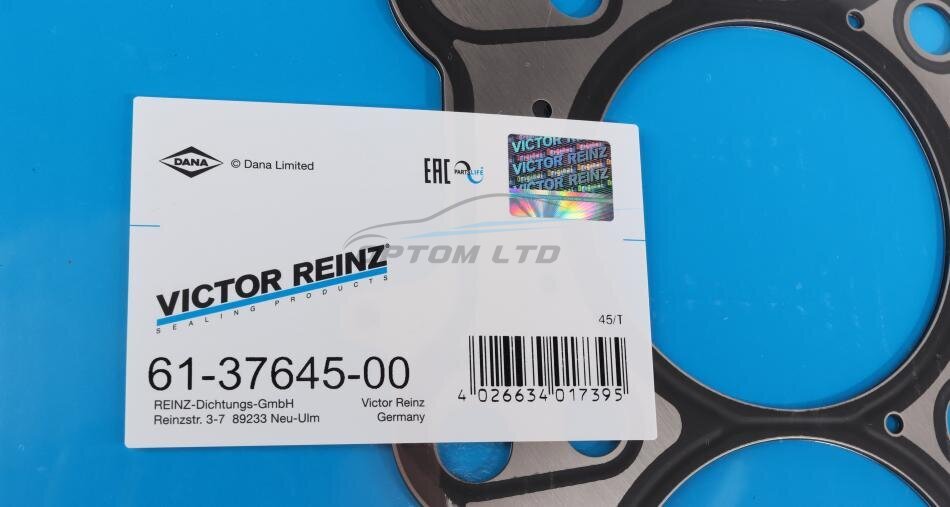 DANA
© Dana Limited
EAC
PARTSLIFE
VICTOR REINZ
VICTOR REINZ
VICTOR REINZ
OPTOM LTD
VICTOR REINZ®
SEALING PRODUCTS
45/T
61-37645-00
REINZ-Dichtungs-GmbH
Reinzstr. 3-7 89233 Neu-Ulm
Victor Reinz
Germany
4 026634 017395